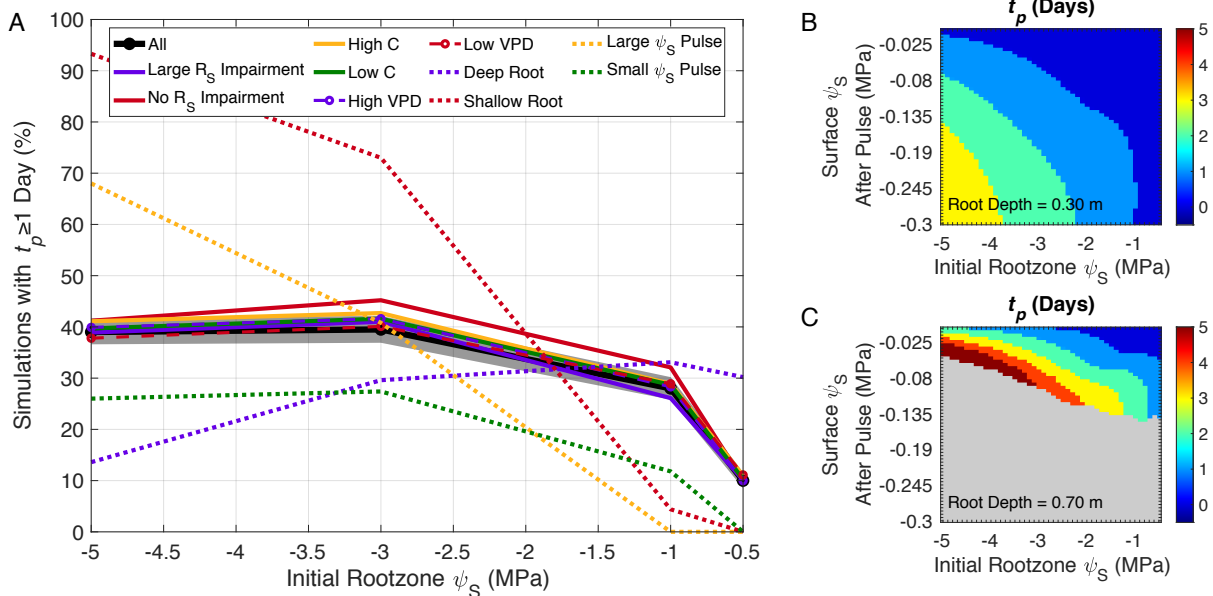 A
Simulations with t_p≥1 Day (%)
100
90
80
70
60
50
40
30
20
10
0
All
Large R_S Impairment
No R_S Impairment
High C
Low C
High VPD
Low VPD
Deep Root
Shallow Root
Large ψ_S Pulse
Small ψ_S Pulse
-5 -4.5 -4 -3.5 -3 -2.5 -2 -1.5 -1 -0.5
Initial Rootzone ψ_S (MPa)
B
t_p (Days)
Surface ψ_S
After Pulse (MPa)
-0.025
-0.08
-0.135
-0.19
-0.245
-0.3
Root Depth = 0.30 m
-5 -4 -3 -2 -1
Initial Rootzone ψ_S (MPa)
5
4
3
2
1
0
C
t_p (Days)
Surface ψ_S
After Pulse (MPa)
-0.025
-0.08
-0.135
-0.19
-0.245
-0.3
Root Depth = 0.70 m
-5 -4 -3 -2 -1
Initial Rootzone ψ_S (MPa)
5
4
3
2
1
0